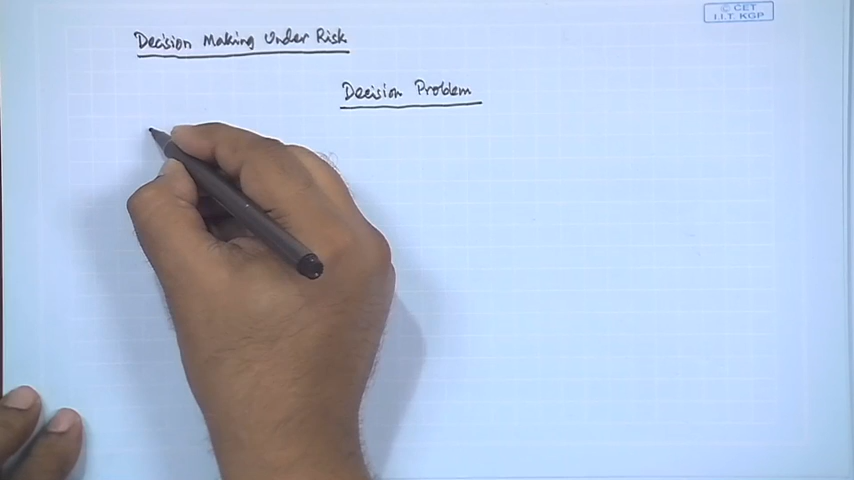 © CET
I.I.T. KGP
Decision Making Under Risk
Decision Problem